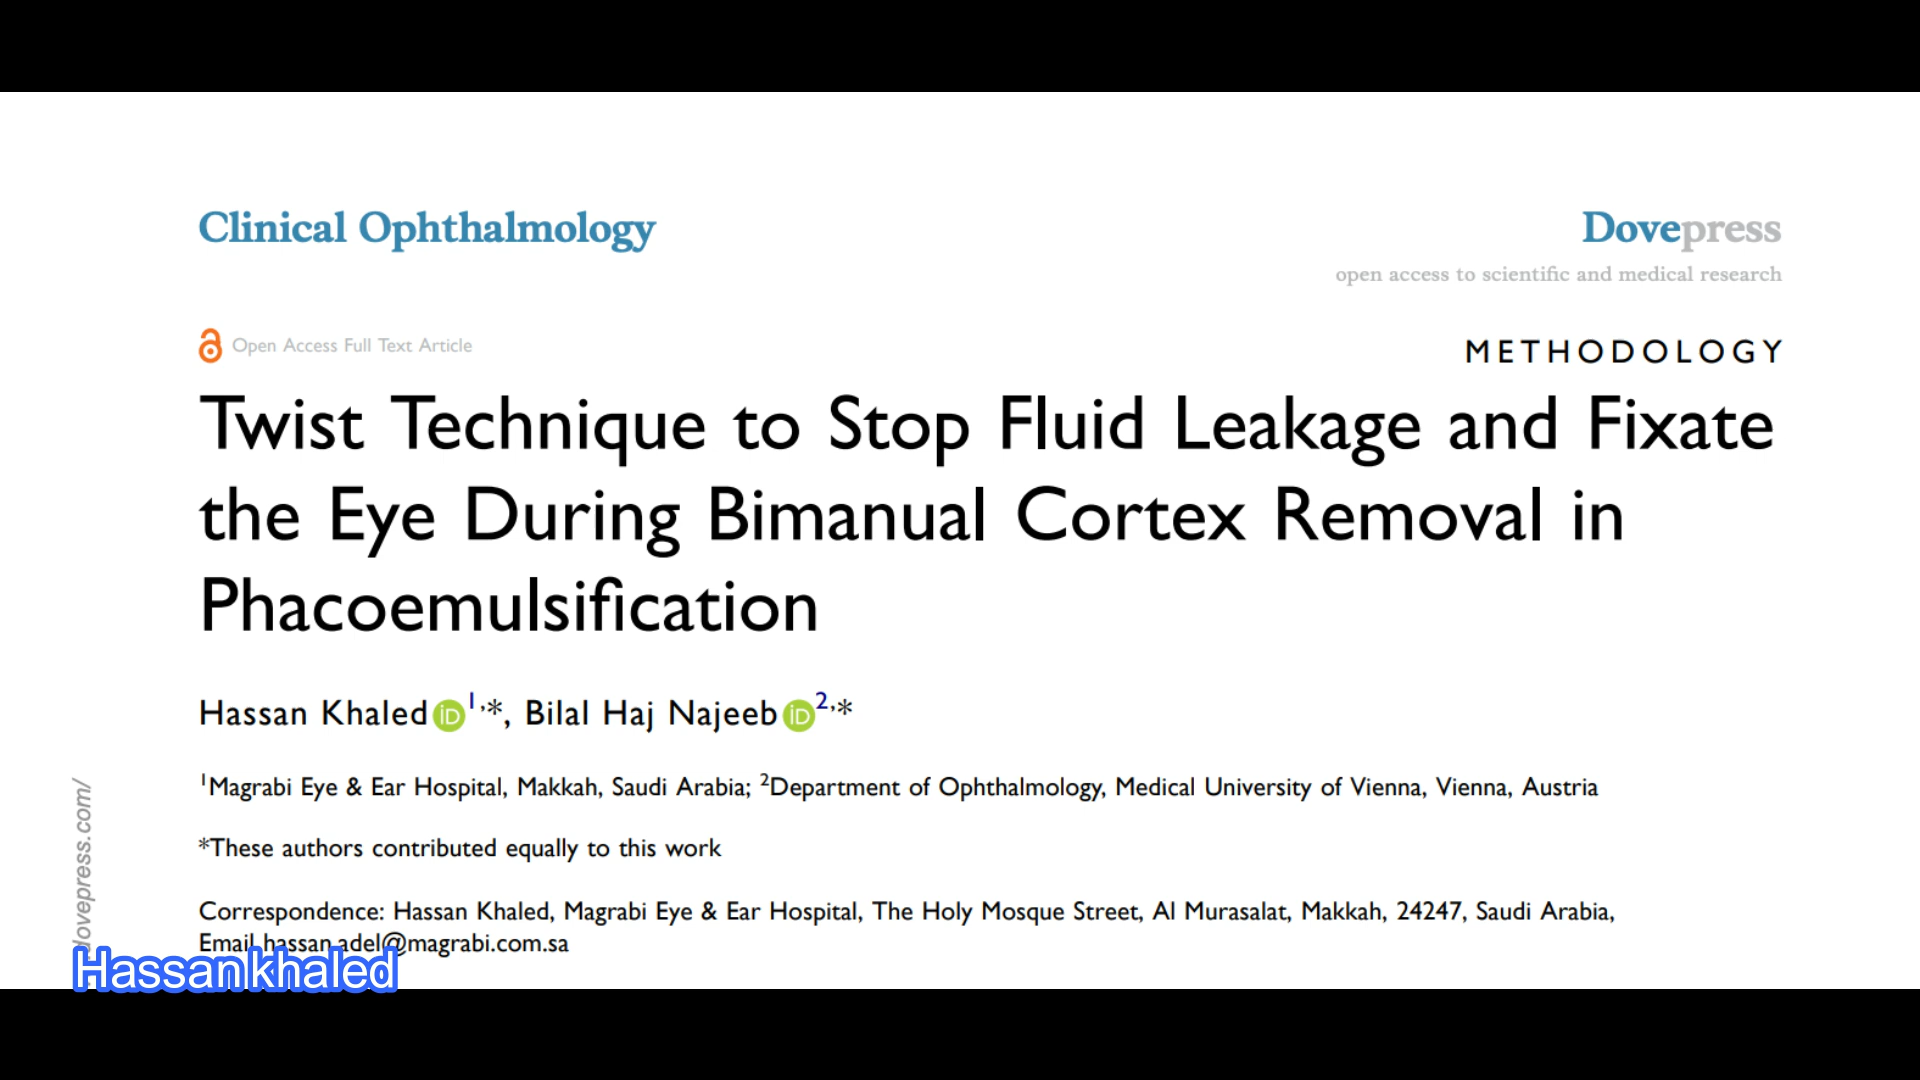 Clinical Ophthalmology
Dovepress
open access to scientific and medical research
Open Access Full Text Article
METHODOLOGY
Twist Technique to Stop Fluid Leakage and Fixate
the Eye During Bimanual Cortex Removal in
Phacoemulsification
Hassan Khaled iD 1,*, Bilal Haj Najeeb iD 2,*
1Magrabi Eye & Ear Hospital, Makkah, Saudi Arabia; 2Department of Ophthalmology, Medical University of Vienna, Vienna, Austria
*These authors contributed equally to this work
Correspondence: Hassan Khaled, Magrabi Eye & Ear Hospital, The Holy Mosque Street, Al Murasalat, Makkah, 24247, Saudi Arabia,
Email hassan.adel@magrabi.com.sa
dovepress.com/
Hassan khaled